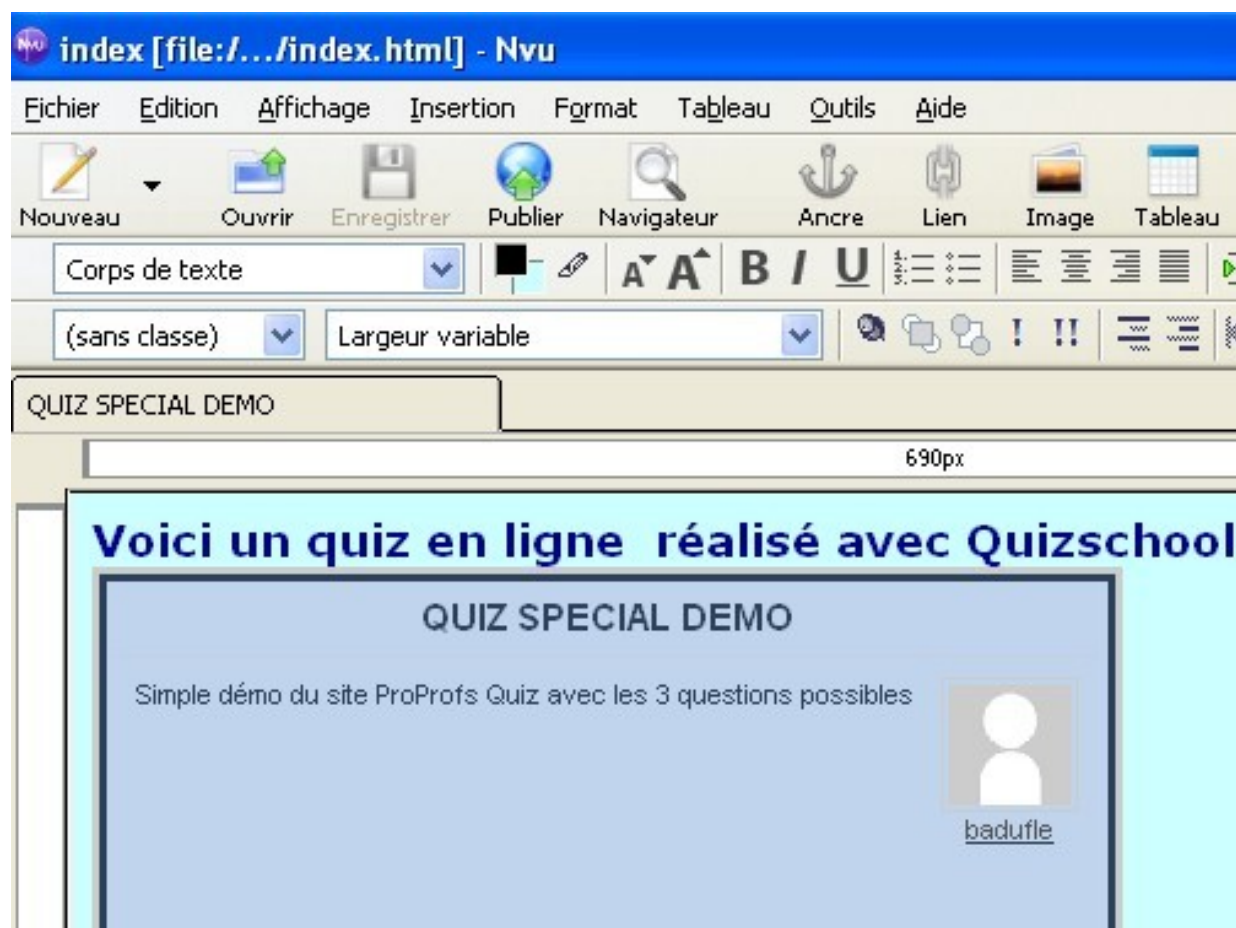 index [file:/.../index.html] - Nvu
Fichier Edition Affichage Insertion Format Tableau Outils Aide
Nouveau Ouvrir Enregistrer Publier Navigateur Ancre Lien Image Tableau
Corps de texte
(sans classe) Largeur variable
QUIZ SPECIAL DEMO
690px
Voici un quiz en ligne réalisé avec Quizschool
QUIZ SPECIAL DEMO
Simple démo du site ProProfs Quiz avec les 3 questions possibles
badufle